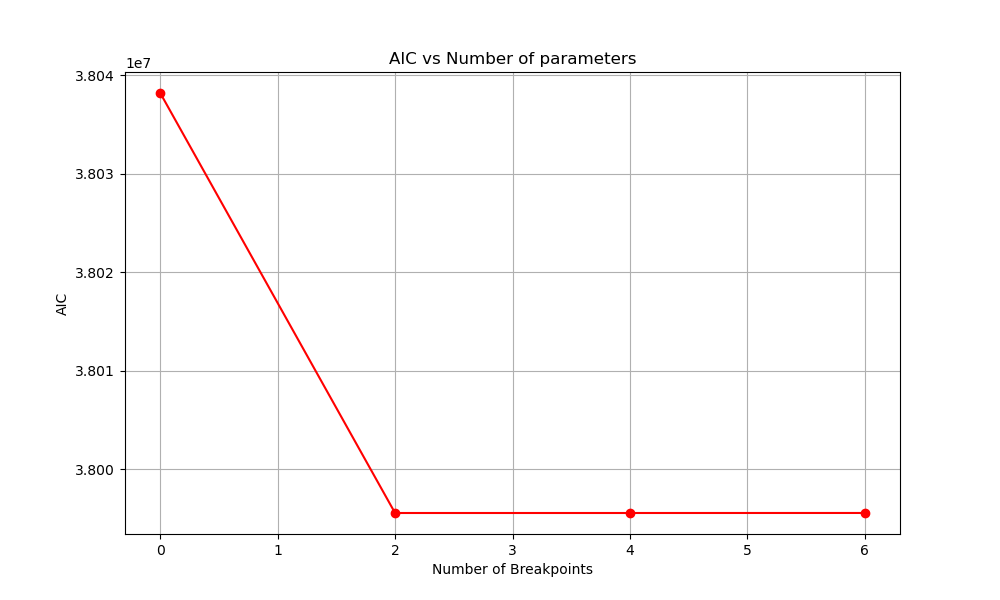 AIC vs Number of parameters
1e7
3.804
3.803
3.802
3.801
3.800
AIC
0 1 2 3 4 5 6
Number of Breakpoints